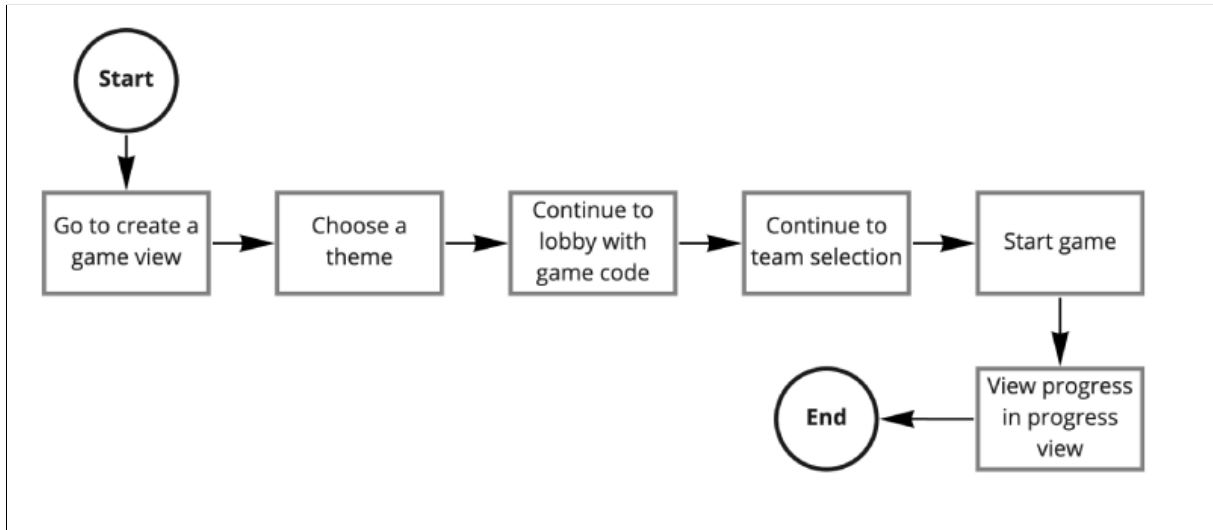 Start
Go to create a
game view
Choose a
theme
Continue to
lobby with
game code
Continue to
team selection
Start game
View progress
in progress
view
End